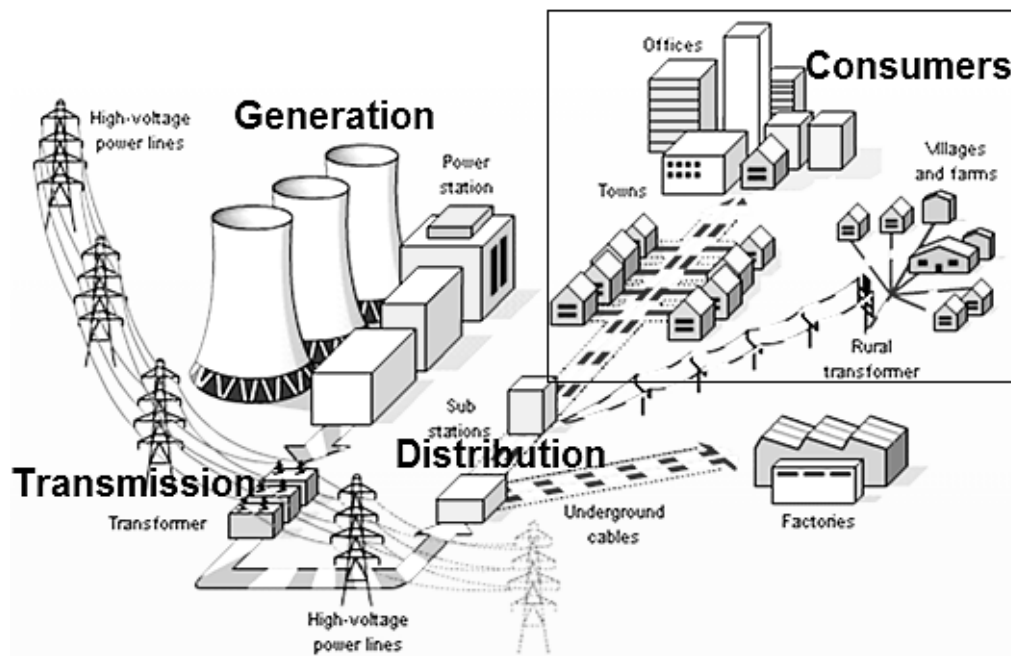 Offices
Consumers
High-voltage
power lines
Generation
Power
station
Villages
and farms
Towns
Rural
transformer
Sub
stations
Distribution
Transmission
Transformer
Underground
cables
Factories
High-voltage
power lines